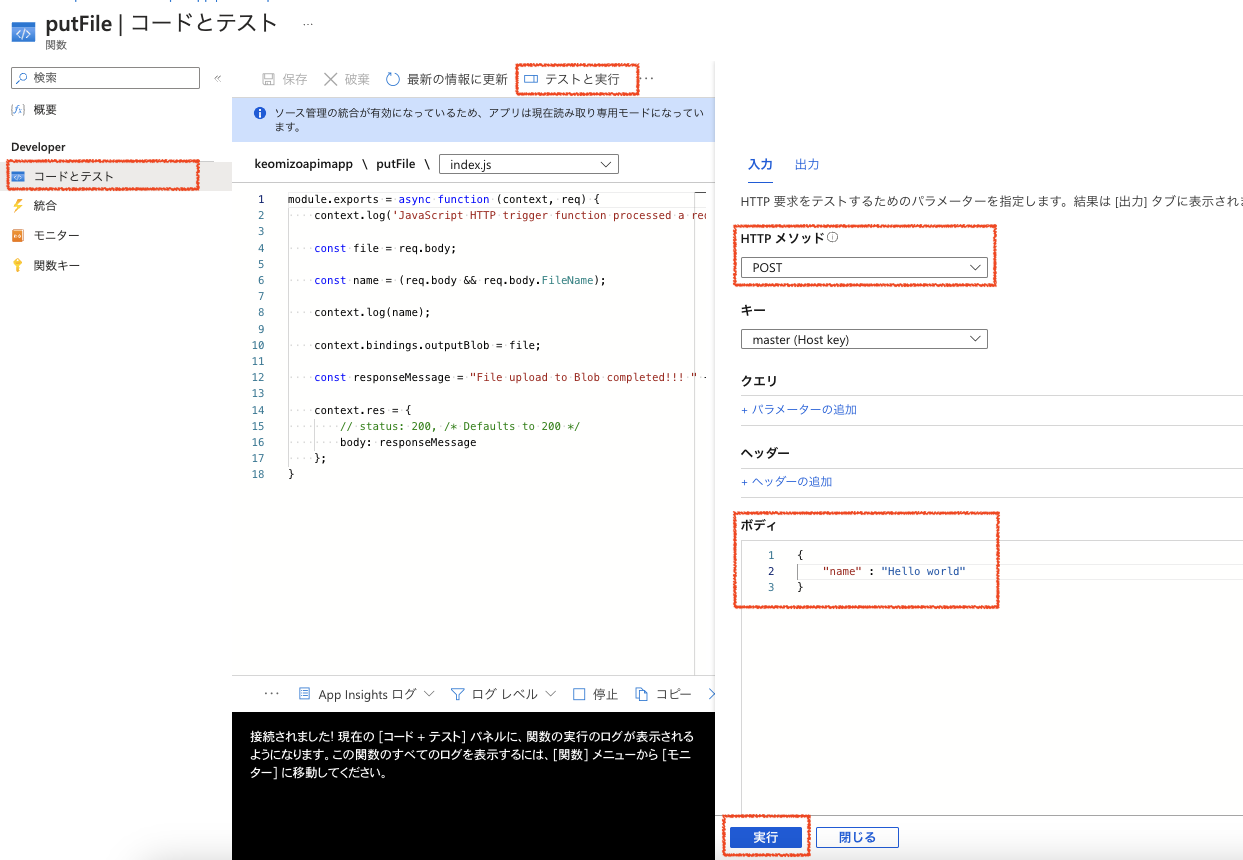 putFile | コードとテスト ...
関数
検索
«
概要
Developer
コードとテスト
統合
モニター
関数キー
保存 破棄 最新の情報に更新 テストと実行 ...
ソース管理の統合が有効になっているため、アプリは現在読み取り専用モードになってい
ます。
keomizoapimapp \ putFile \ index.js
1 module.exports = async function (context, req) {
2 context.log('JavaScript HTTP trigger function processed a
3
4 const file = req.body;
5
6 const name = (req.body && req.body.FileName);
7
8 context.log(name);
9
10 context.bindings.outputBlob = file;
11
12 const responseMessage = "File upload to Blob completed!!! "
13
14 context.res = {
15 // status: 200, /* Defaults to 200 */
16 body: responseMessage
17 };
18 }
... App Insights ログ ログ レベル 停止 コピー
接続されました! 現在の [コード + テスト] パネルに、関数の実行のログが表示される
ようになります。この関数のすべてのログを表示するには、[関数] メニューから [モニ
ター] に移動してください。
入力 出力
HTTP 要求をテストするためのパラメーターを指定します。結果は [出力] タブに表示されま
HTTP メソッド
POST
キー
master (Host key)
クエリ
+ パラメーターの追加
ヘッダー
+ ヘッダーの追加
ボディ
1 {
2 "name" : "Hello world"
3 }
実行 閉じる